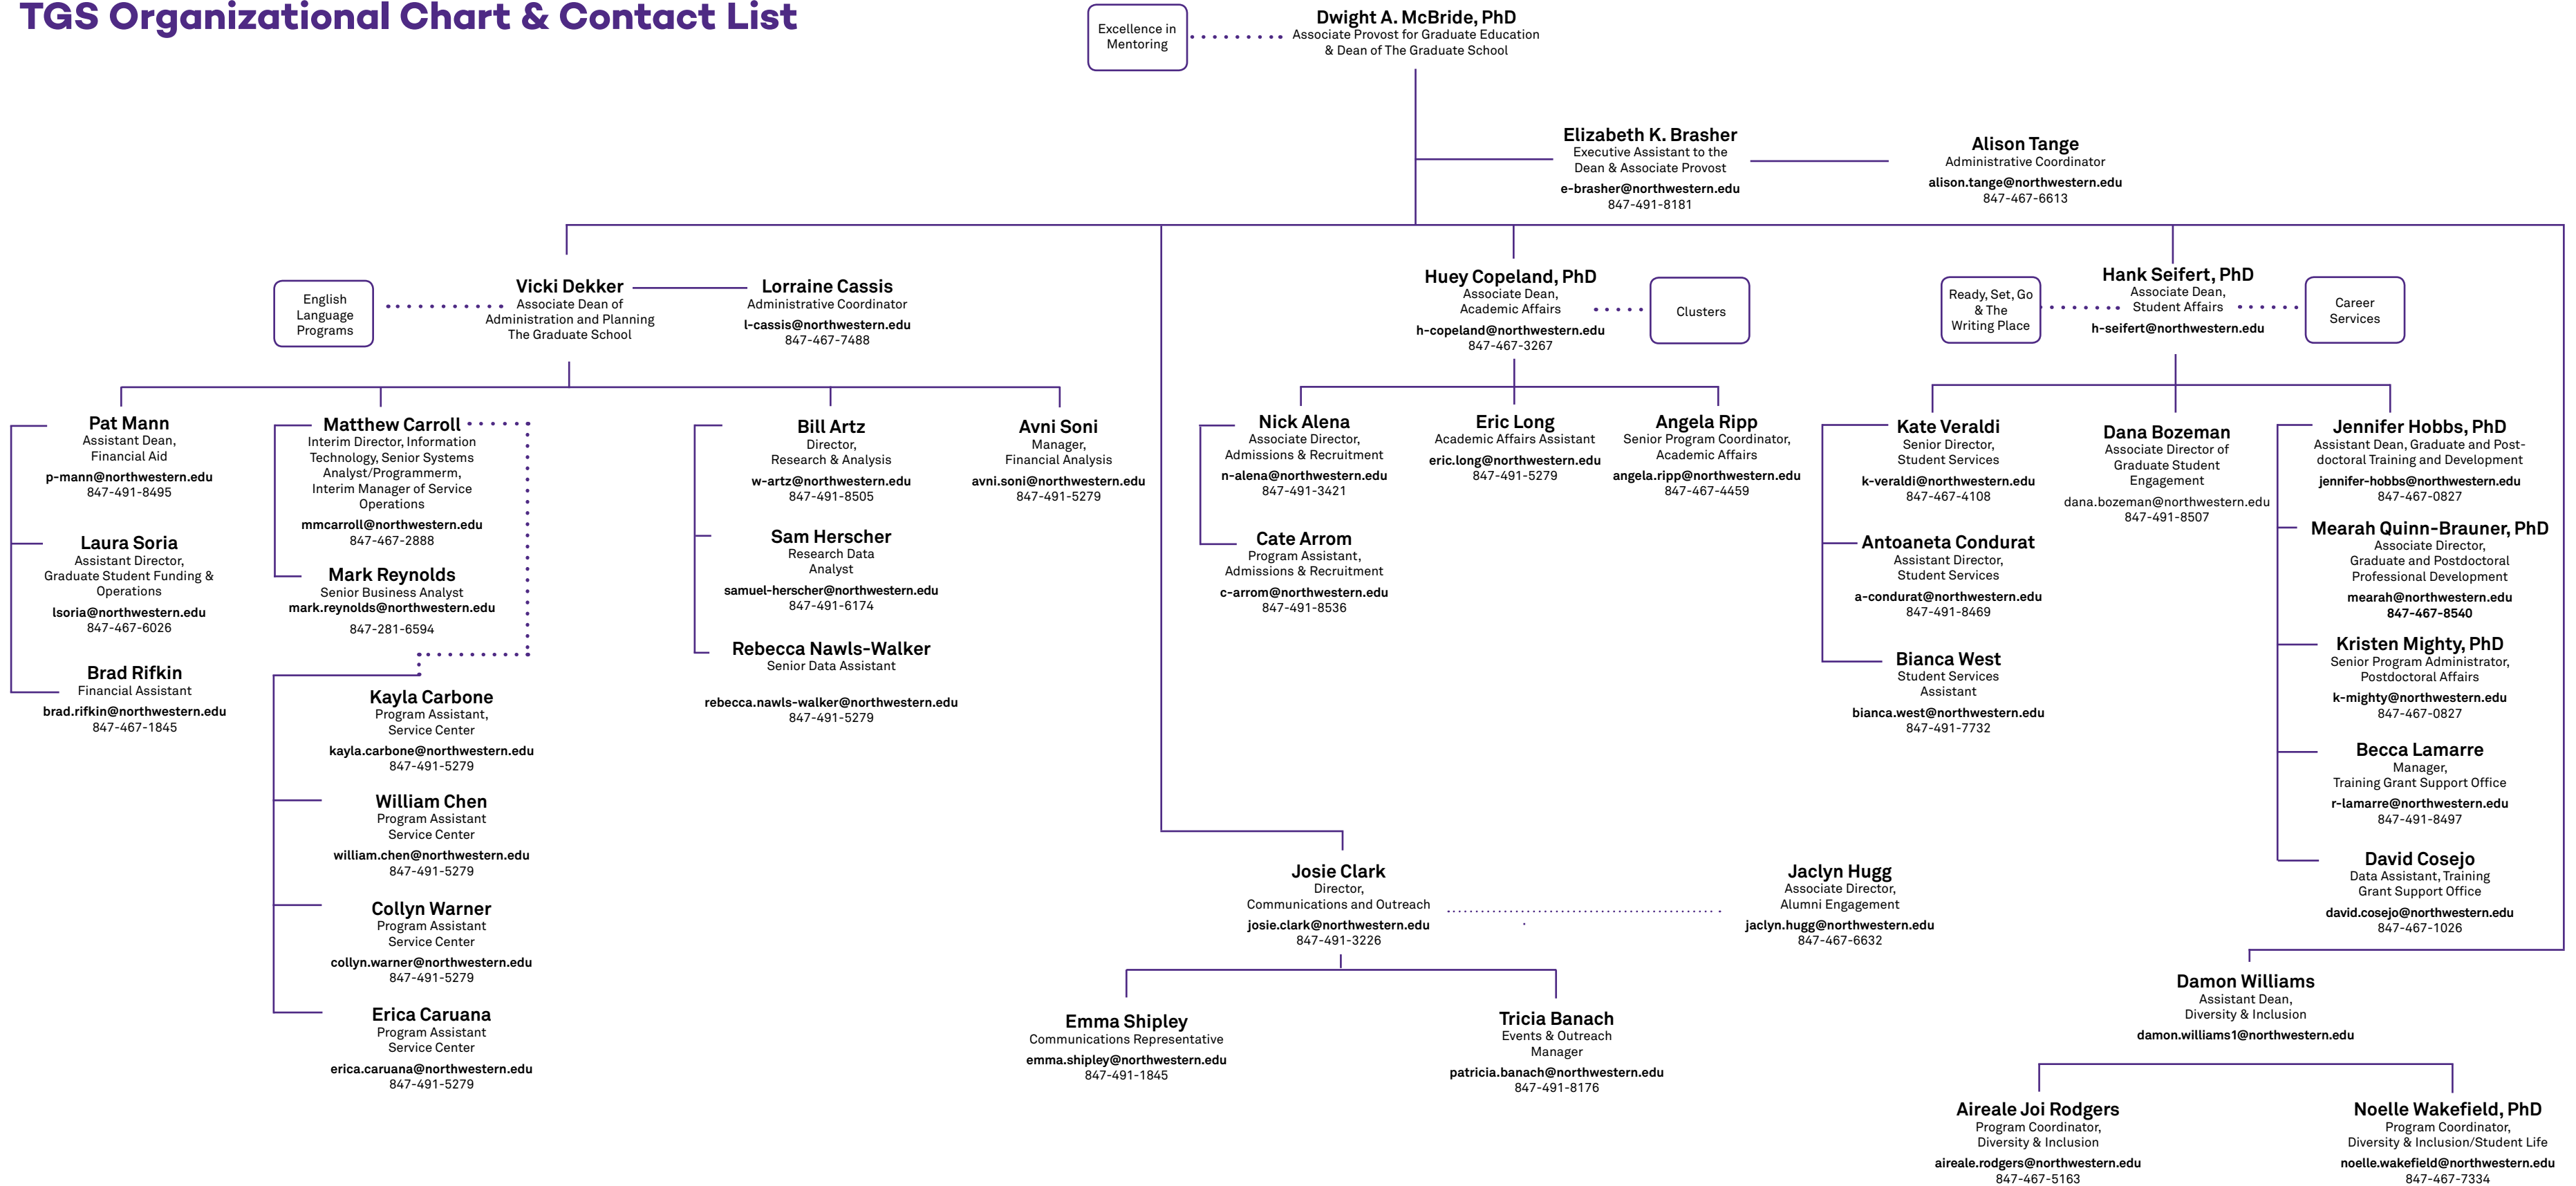 TGS Organizational Chart & Contact List
Excellence in
Mentoring
Dwight A. McBride, PhD
Associate Provost for Graduate Education
& Dean of The Graduate School
Elizabeth K. Brasher
Executive Assistant to the
Dean & Associate Provost
e-brasher@northwestern.edu
847-491-8181
Alison Tange
Administrative Coordinator
alison.tange@northwestern.edu
847-467-6613
English
Language
Programs
Vicki Dekker
Associate Dean of
Administration and Planning
The Graduate School
Lorraine Cassis
Administrative Coordinator
l-cassis@northwestern.edu
847-467-7488
Huey Copeland, PhD
Associate Dean,
Academic Affairs
h-copeland@northwestern.edu
847-467-3267
Clusters
Ready, Set, Go
& The
Writing Place
Hank Seifert, PhD
Associate Dean,
Student Affairs
h-seifert@northwestern.edu
Career
Services
Pat Mann
Assistant Dean,
Financial Aid
p-mann@northwestern.edu
847-491-8495
Laura Soria
Assistant Director,
Graduate Student Funding &
Operations
lsoria@northwestern.edu
847-467-6026
Brad Rifkin
Financial Assistant
brad.rifkin@northwestern.edu
847-467-1845
Matthew Carroll
Interim Director, Information
Technology, Senior Systems
Analyst/Programmerm,
Interim Manager of Service
Operations
mmcarroll@northwestern.edu
847-467-2888
Mark Reynolds
Senior Business Analyst
mark.reynolds@northwestern.edu
847-281-6594
Kayla Carbone
Program Assistant,
Service Center
kayla.carbone@northwestern.edu
847-491-5279
William Chen
Program Assistant
Service Center
william.chen@northwestern.edu
847-491-5279
Collyn Warner
Program Assistant
Service Center
collyn.warner@northwestern.edu
847-491-5279
Erica Caruana
Program Assistant
Service Center
erica.caruana@northwestern.edu
847-491-5279
Bill Artz
Director,
Research & Analysis
w-artz@northwestern.edu
847-491-8505
Sam Herscher
Research Data
Analyst
samuel-herscher@northwestern.edu
847-491-6174
Rebecca Nawls-Walker
Senior Data Assistant
rebecca.nawls-walker@northwestern.edu
847-491-5279
Avni Soni
Manager,
Financial Analysis
avni.soni@northwestern.edu
847-491-5279
Nick Alena
Associate Director,
Admissions & Recruitment
n-alena@northwestern.edu
847-491-3421
Cate Arrom
Program Assistant,
Admissions & Recruitment
c-arrom@northwestern.edu
847-491-8536
Eric Long
Academic Affairs Assistant
eric.long@northwestern.edu
847-491-5279
Angela Ripp
Senior Program Coordinator,
Academic Affairs
angela.ripp@northwestern.edu
847-467-4459
Kate Veraldi
Senior Director,
Student Services
k-veraldi@northwestern.edu
847-467-4108
Antoaneta Condurat
Assistant Director,
Student Services
a-condurat@northwestern.edu
847-491-8469
Bianca West
Student Services
Assistant
bianca.west@northwestern.edu
847-491-7732
Dana Bozeman
Associate Director of
Graduate Student
Engagement
dana.bozeman@northwestern.edu
847-491-8507
Jennifer Hobbs, PhD
Assistant Dean, Graduate and Post-
doctoral Training and Development
jennifer-hobbs@northwestern.edu
847-467-0827
Mearah Quinn-Brauner, PhD
Associate Director,
Graduate and Postdoctoral
Professional Development
mearah@northwestern.edu
847-467-8540
Kristen Mighty, PhD
Senior Program Administrator,
Postdoctoral Affairs
k-mighty@northwestern.edu
847-467-0827
Becca Lamarre
Manager,
Training Grant Support Office
r-lamarre@northwestern.edu
847-491-8497
David Cosejo
Data Assistant, Training
Grant Support Office
david.cosejo@northwestern.edu
847-467-1026
Josie Clark
Director,
Communications and Outreach
josie.clark@northwestern.edu
847-491-3226
Jaclyn Hugg
Associate Director,
Alumni Engagement
jaclyn.hugg@northwestern.edu
847-467-6632
Emma Shipley
Communications Representative
emma.shipley@northwestern.edu
847-491-1845
Tricia Banach
Events & Outreach
Manager
patricia.banach@northwestern.edu
847-491-8176
Damon Williams
Assistant Dean,
Diversity & Inclusion
damon.williams1@northwestern.edu
Aireale Joi Rodgers
Program Coordinator,
Diversity & Inclusion
aireale.rodgers@northwestern.edu
847-467-5163
Noelle Wakefield, PhD
Program Coordinator,
Diversity & Inclusion/Student Life
noelle.wakefield@northwestern.edu
847-467-7334